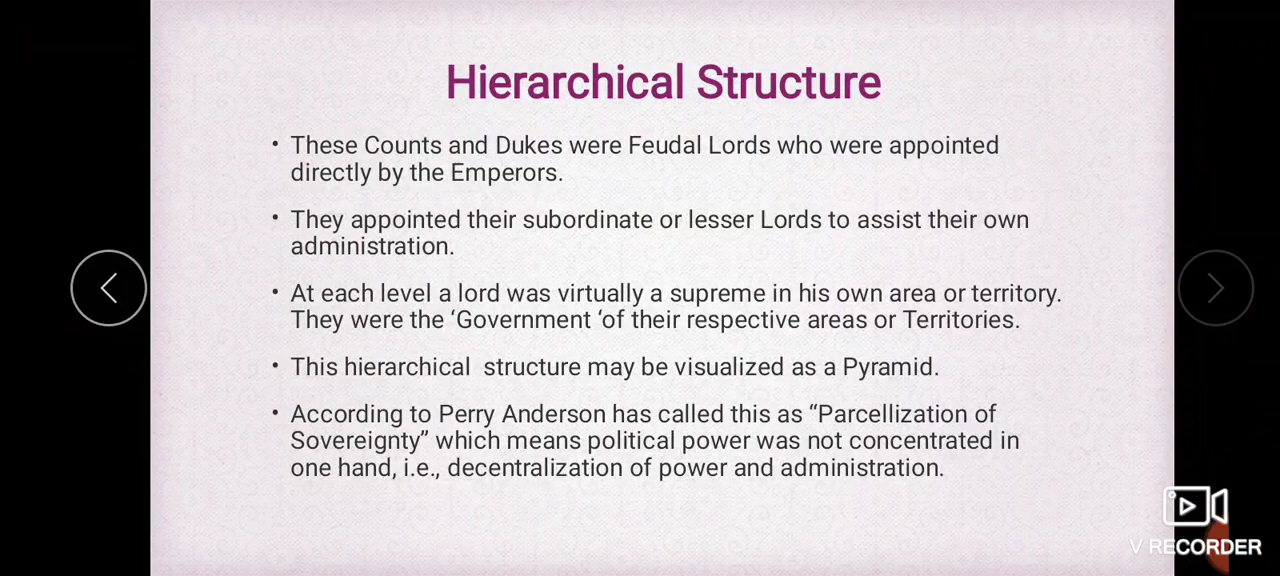 Hierarchical Structure
• These Counts and Dukes were Feudal Lords who were appointed
directly by the Emperors.
• They appointed their subordinate or lesser Lords to assist their own
administration.
• At each level a lord was virtually a supreme in his own area or territory.
They were the ‘Government ‘of their respective areas or Territories.
• This hierarchical  structure may be visualized as a Pyramid.
• According to Perry Anderson has called this as “Parcellization of
Sovereignty” which means political power was not concentrated in
one hand, i.e., decentralization of power and administration.
V RECORDER